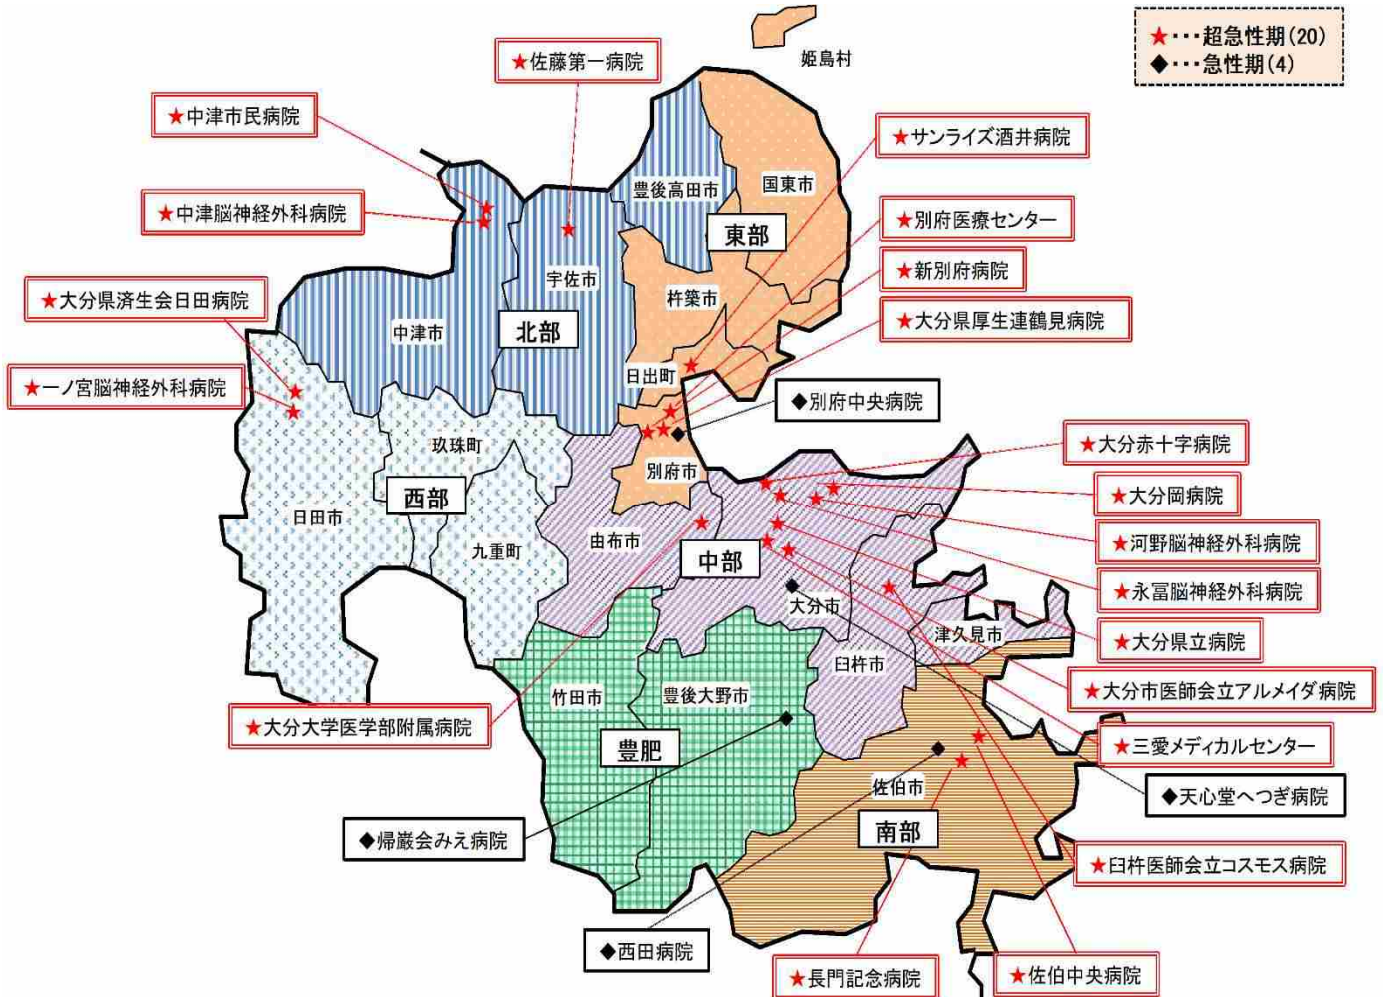 ★･･･超急性期(20)
◆･･･急性期(4)
姫島村
★佐藤第一病院
★中津市民病院
★サンライズ酒井病院
★中津脳神経外科病院
豊後高田市
国東市
★別府医療センター
東部
★新別府病院
★大分県済生会日田病院
宇佐市
杵築市
★大分県厚生連鶴見病院
中津市
北部
★一ノ宮脳神経外科病院
日出町
◆別府中央病院
玖珠町
★大分赤十字病院
別府市
西部
★大分岡病院
日田市
九重町
由布市
中部
★河野脳神経外科病院
★永冨脳神経外科病院
大分市
津久見市
★大分県立病院
臼杵市
★大分市医師会立アルメイダ病院
竹田市
豊後大野市
★大分大学医学部附属病院
豊肥
★三愛メディカルセンター
佐伯市
◆天心堂へつぎ病院
南部
◆帰巌会みえ病院
★臼杵医師会立コスモス病院
◆西田病院
★長門記念病院
★佐伯中央病院